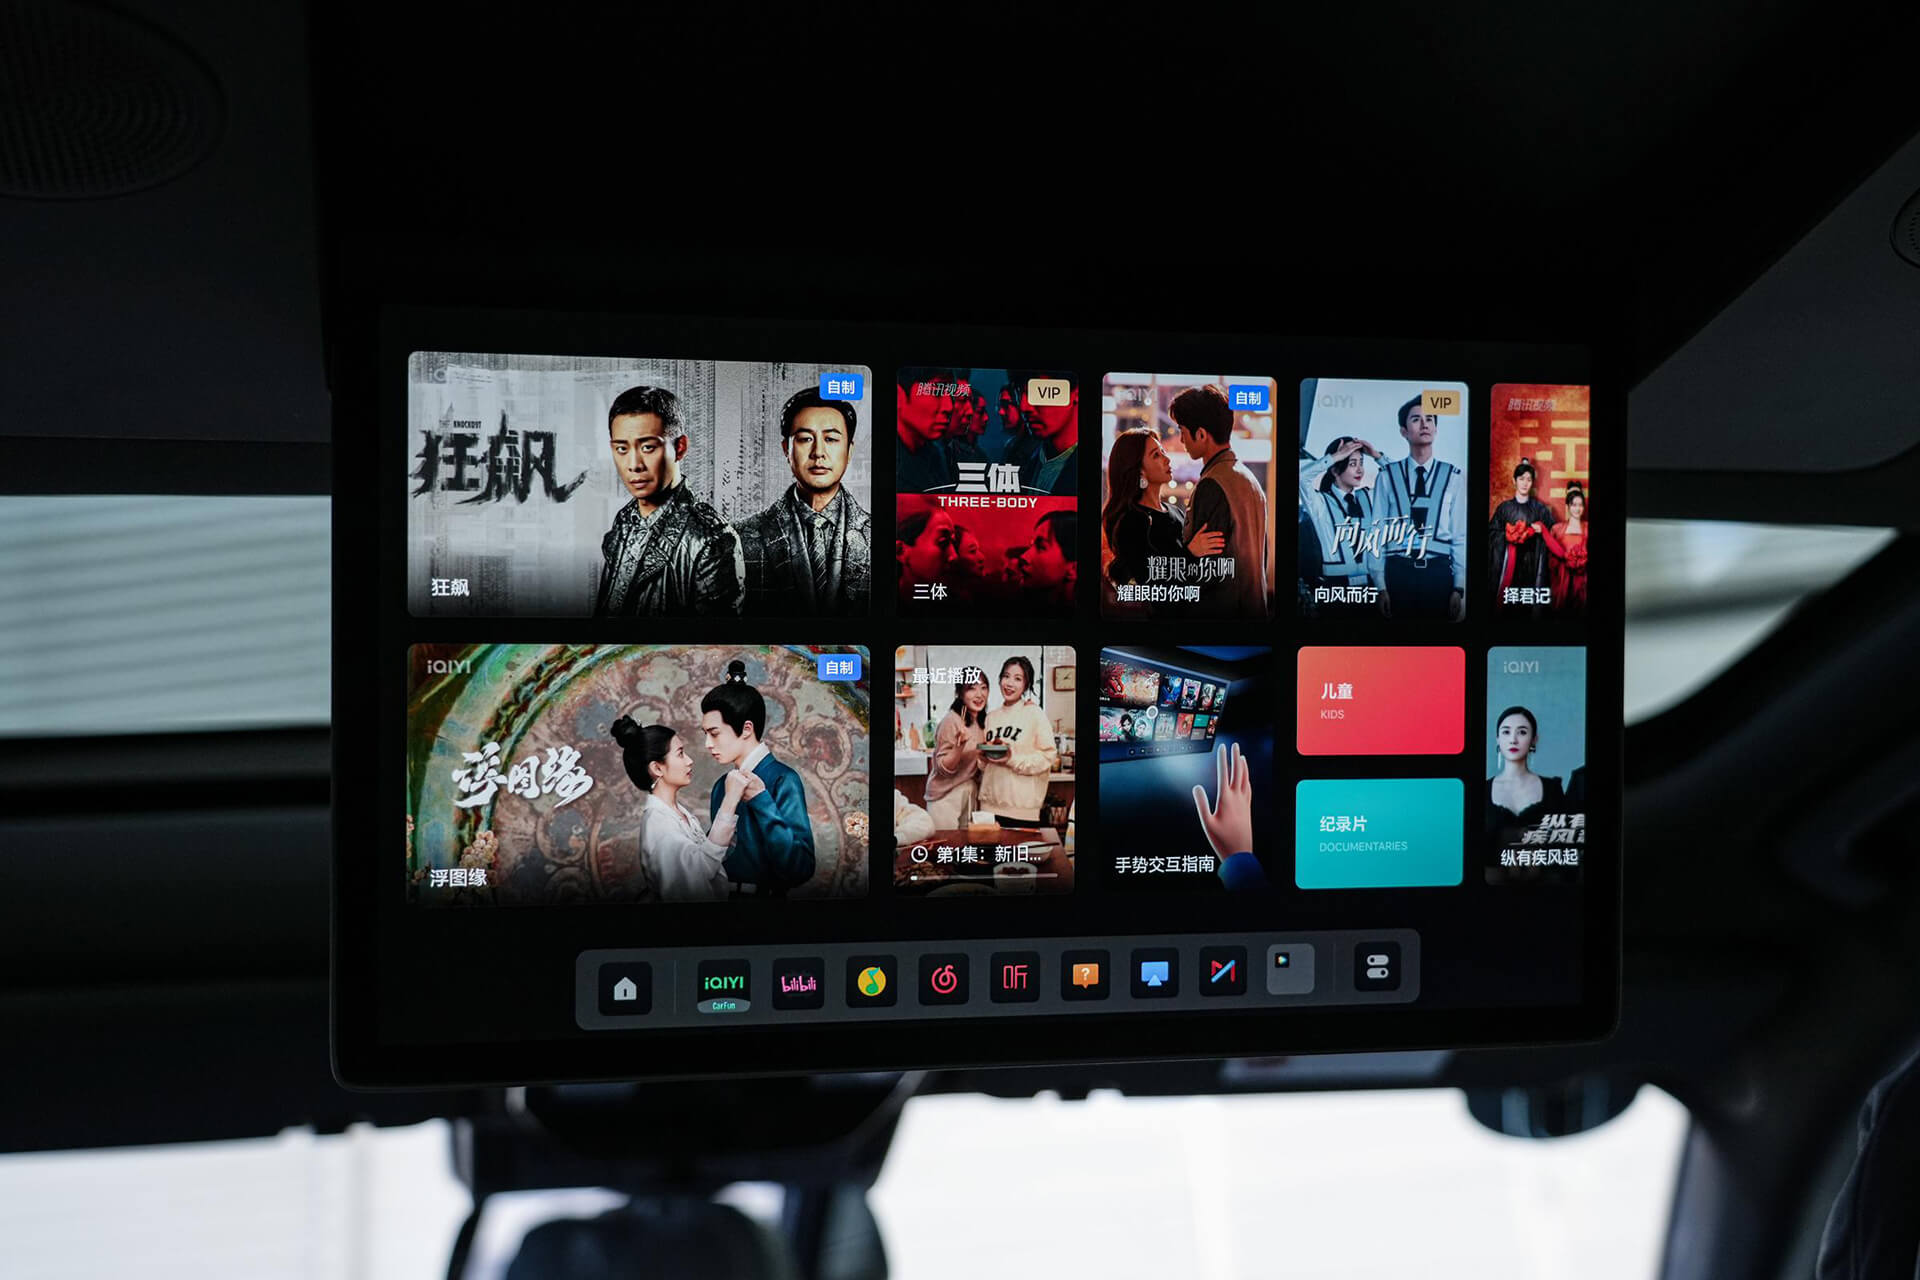 THE KNOCKOUT
狂飙
自制
狂飙
腾讯视频
VIP
三体
THREE-BODY
三体
iQIYI
自制
耀眼的你啊
耀眼的你啊
iQIYI
VIP
向风而行
向风而行
腾讯视频
择君记
iQIYI
自制
浮图缘
浮图缘
最近播放
OIOI
第1集：新旧...
手势交互指南
儿童
KIDS
纪录片
DOCUMENTARIES
iQIYI
纵有
疾风起
纵有疾风起
iQIYI
CarFun
bilibili
听
?